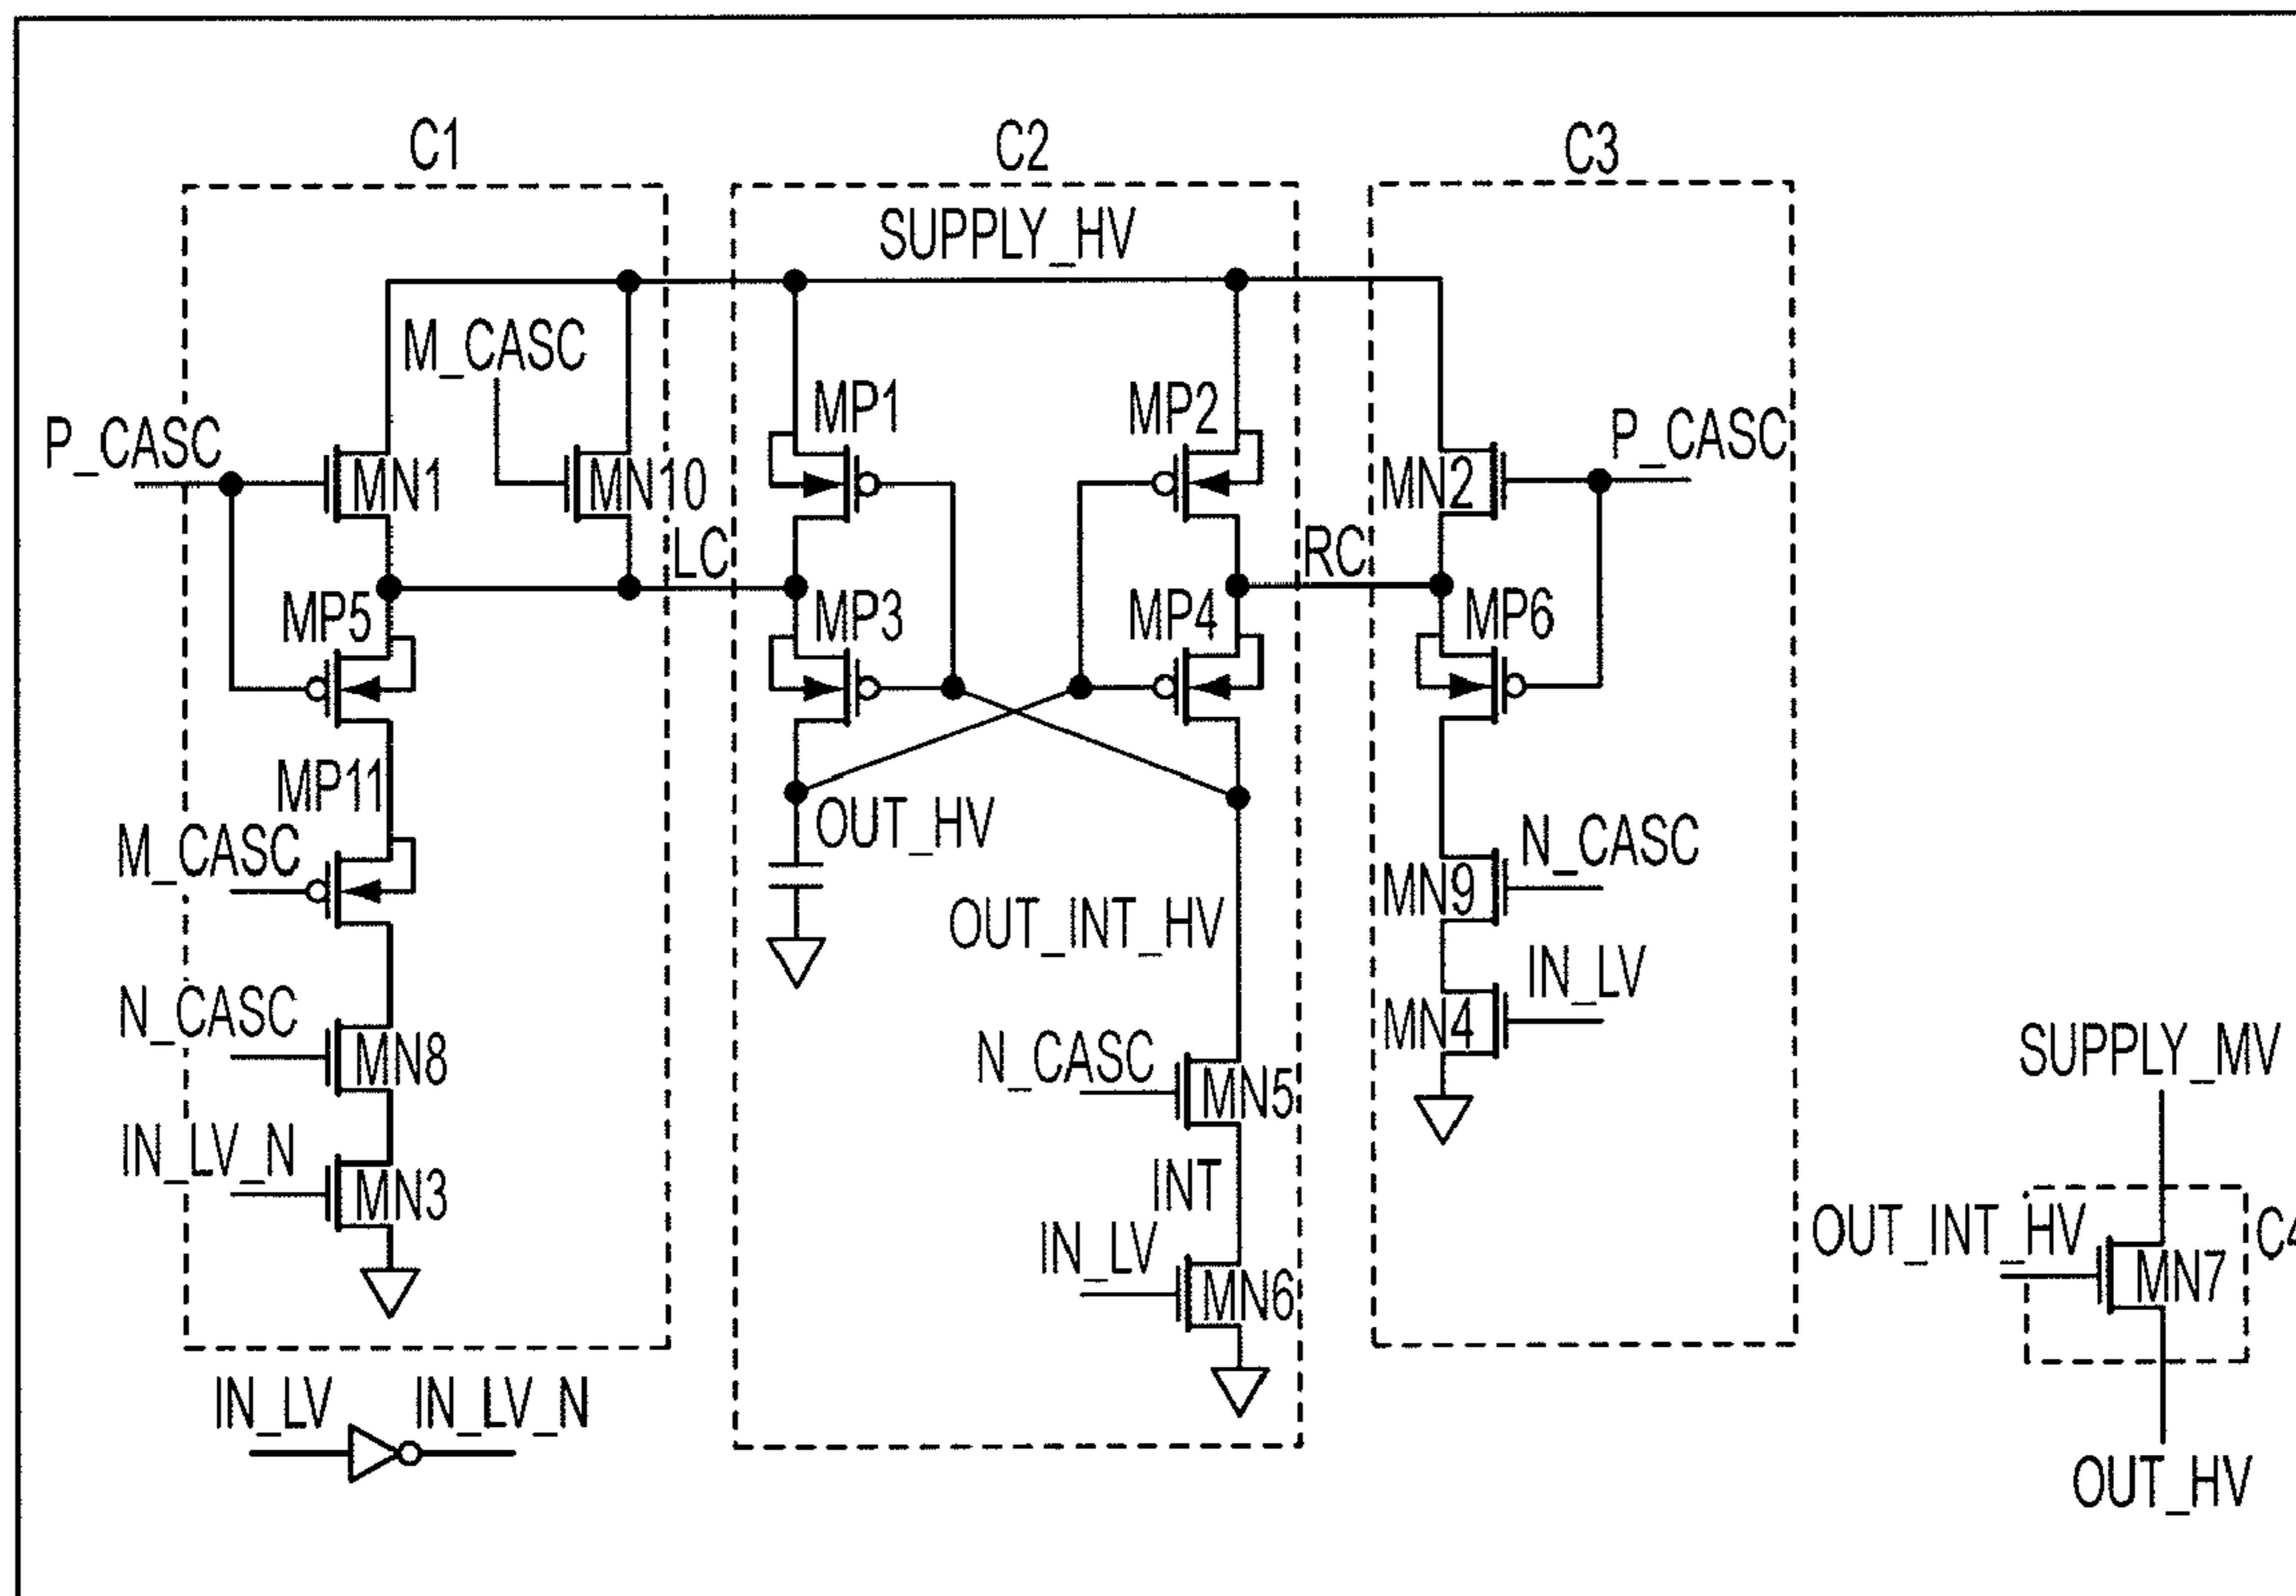 C1
C2
C3
SUPPLY_HV
M_CASC
P_CASC
MN1
MN10
MP1
MP2
MN2
P_CASC
LC
RC
MP5
MP3
MP4
MP6
MP11
M_CASC
OUT_HV
N_CASC
MN9
OUT_INT_HV
IN_LV
MN4
N_CASC
MN8
N_CASC
MN5
SUPPLY_MV
IN_LV_N
MN3
INT
IN_LV
MN6
OUT_INT_HV
MN7
C4
IN_LV
IN_LV_N
OUT_HV